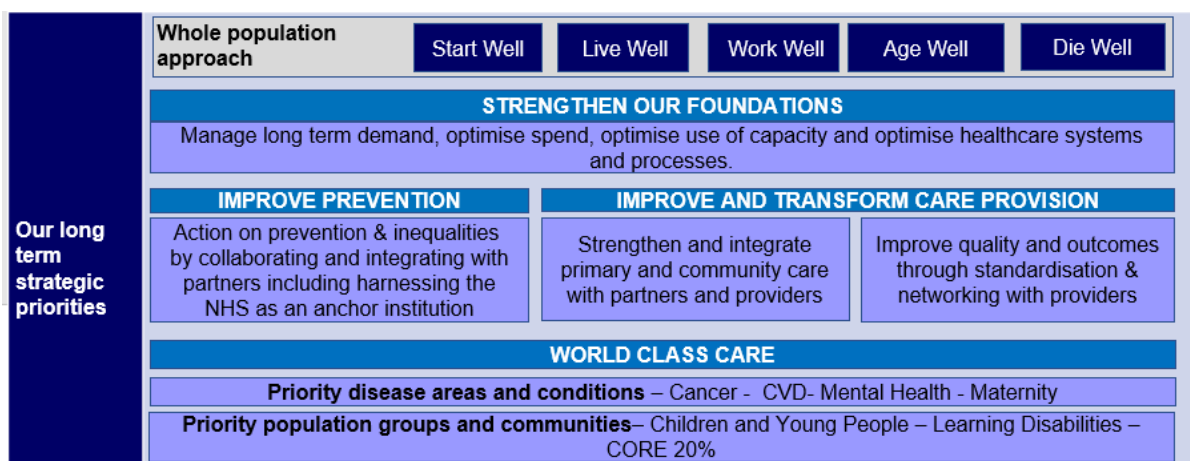 Our long
term
strategic
priorities
Whole population
approach
Start Well
Live Well
Work Well
Age Well
Die Well
STRENGTHEN OUR FOUNDATIONS
Manage long term demand, optimise spend, optimise use of capacity and optimise healthcare systems
and processes.
IMPROVE PREVENTION
Action on prevention & inequalities
by collaborating and integrating with
partners including harnessing the
NHS as an anchor institution
IMPROVE AND TRANSFORM CARE PROVISION
Strengthen and integrate
primary and community care
with partners and providers
Improve quality and outcomes
through standardisation &
networking with providers
WORLD CLASS CARE
Priority disease areas and conditions – Cancer - CVD- Mental Health - Maternity
Priority population groups and communities– Children and Young People – Learning Disabilities –
CORE 20%